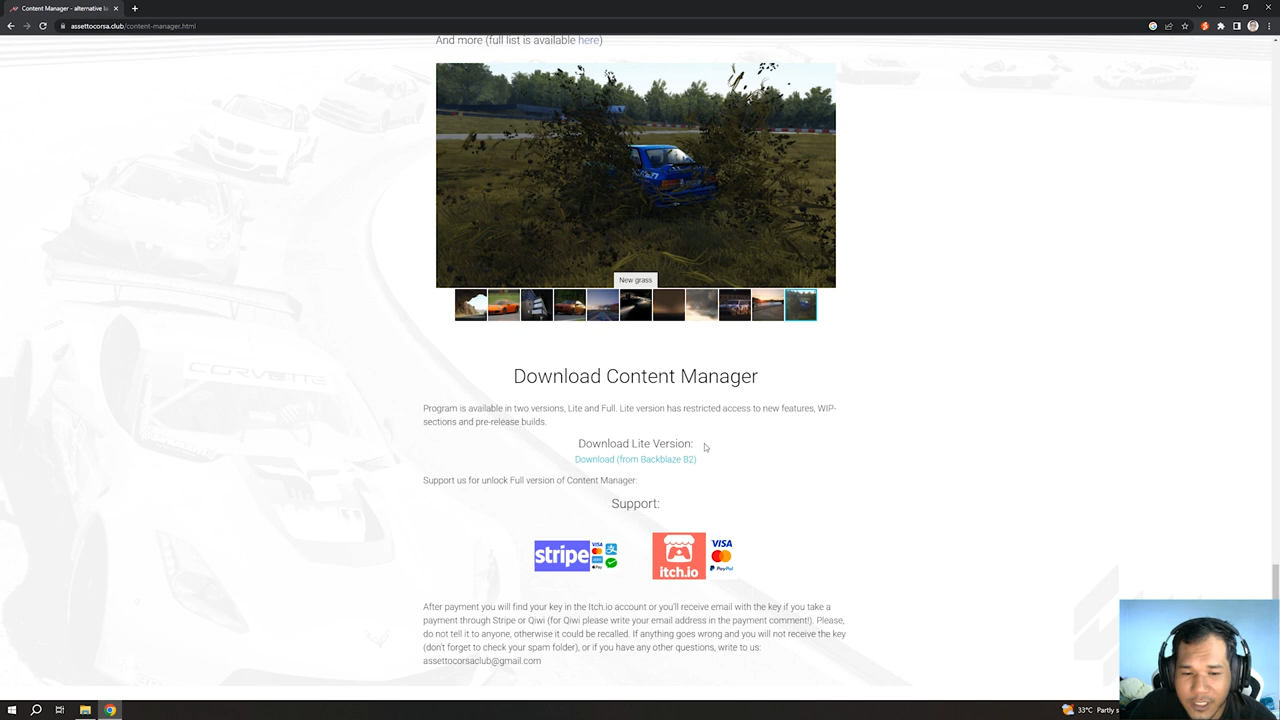 Content Manager - alternative la
assettocorsa.club/content-manager.html
And more (full list is available here)
New grass
CORVETTE
Download Content Manager
Program is available in two versions, Lite and Full. Lite version has restricted access to new features, WIP-
sections and pre-release builds.
Download Lite Version:
Download (from Backblaze B2)
Support us for unlock Full version of Content Manager:
Support:
stripe
VISA
Pay
itch.io
VISA
PayPal
After payment you will find your key in the Itch.io account or you'll receive email with the key if you take a
payment through Stripe or Qiwi (for Qiwi please write your email address in the payment comment!). Please,
do not tell it to anyone, otherwise it could be recalled. If anything goes wrong and you will not receive the key
(don't forget to check your spam folder), or if you have any other questions, write to us:
assettocorsaclub@gmail.com
33°C Partly s